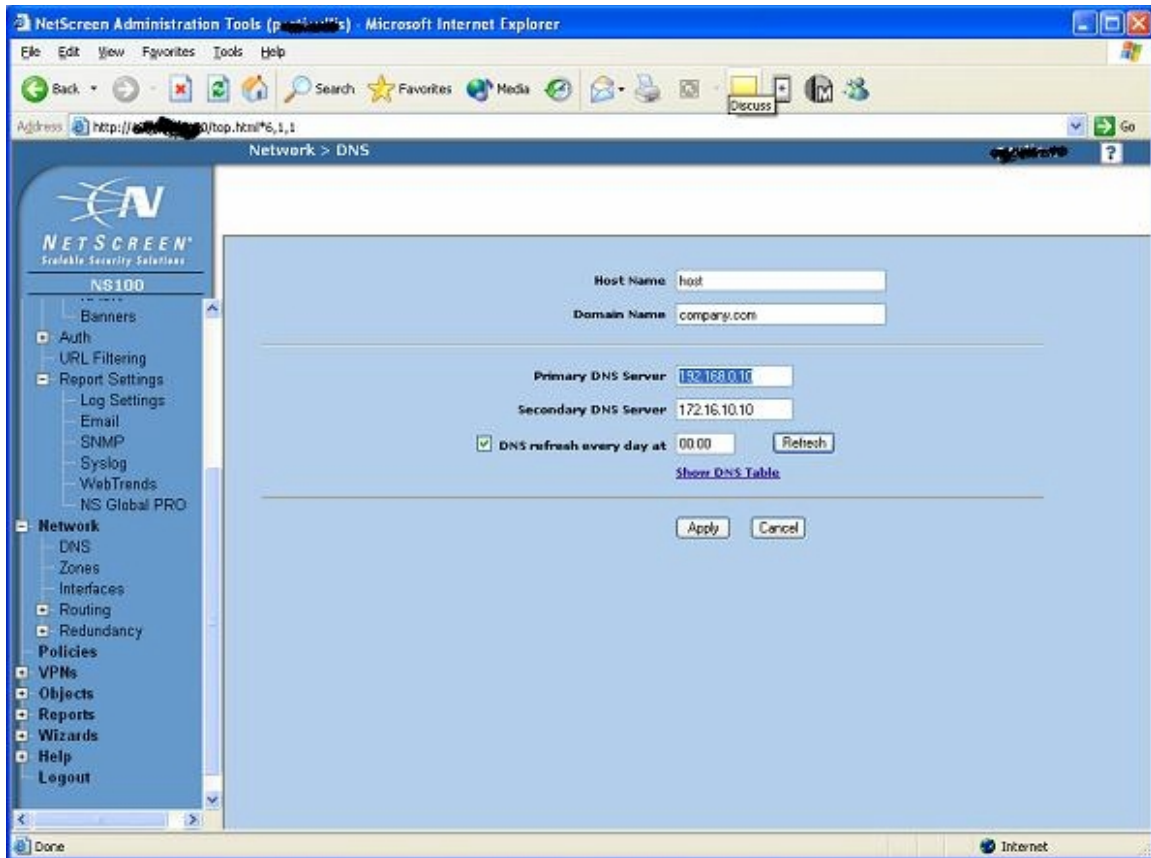 NetScreen Administration Tools (p) - Microsoft Internet Explorer
File Edit View Favorites Tools Help
Back Search Favorites Media
Discuss
Address http:// 0/top.html*6,1,1 Go
Network > DNS ?
N
NETSCREEN
Scalable Security Solutions
NS100
Host Name host
Banners
Domain Name company.com
Auth
URL Filtering
Report Settings
Primary DNS Server 192.168.0.10
Log Settings
Secondary DNS Server 172.16.10.10
Email
SNMP
DNS refresh every day at 00:00 Refresh
Syslog
Show DNS Table
WebTrends
NS Global PRO
Network
Apply Cancel
DNS
Zones
Interfaces
Routing
Redundancy
Policies
VPNs
Objects
Reports
Wizards
Help
Logout
Done Internet